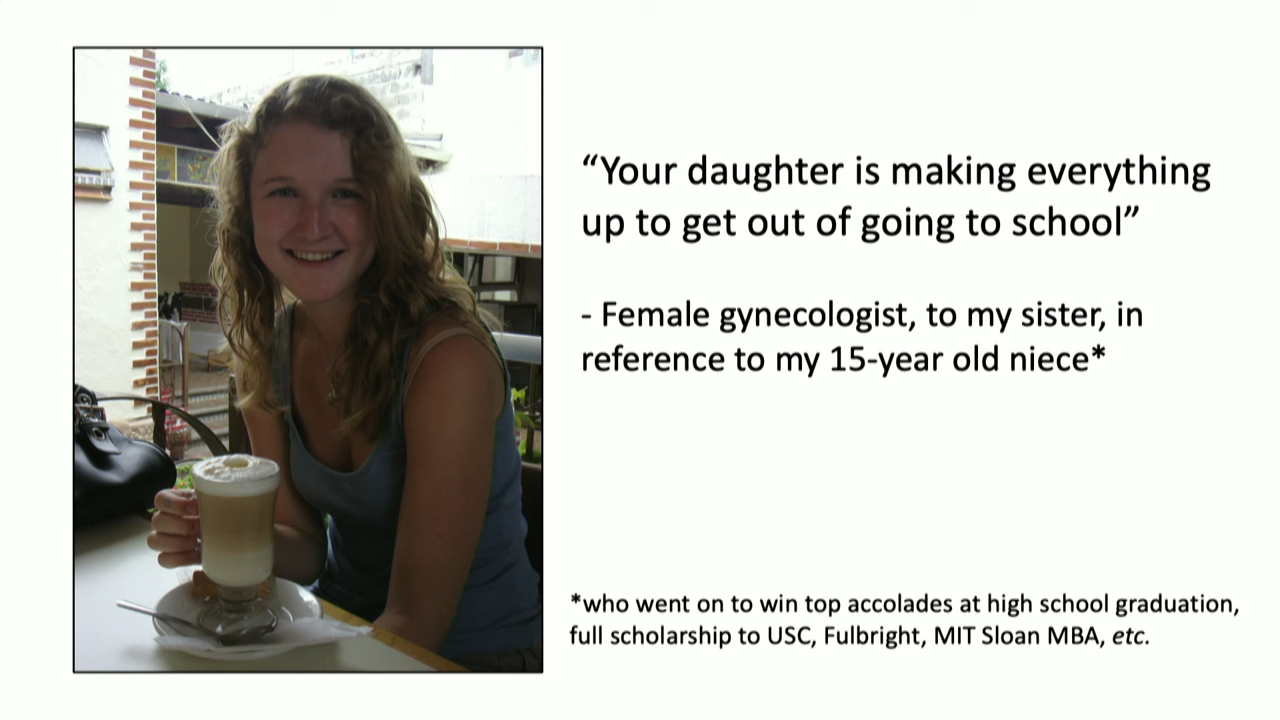 “Your daughter is making everything
up to get out of going to school”
- Female gynecologist, to my sister, in
reference to my 15-year old niece*
*who went on to win top accolades at high school graduation,
full scholarship to USC, Fulbright, MIT Sloan MBA, etc.